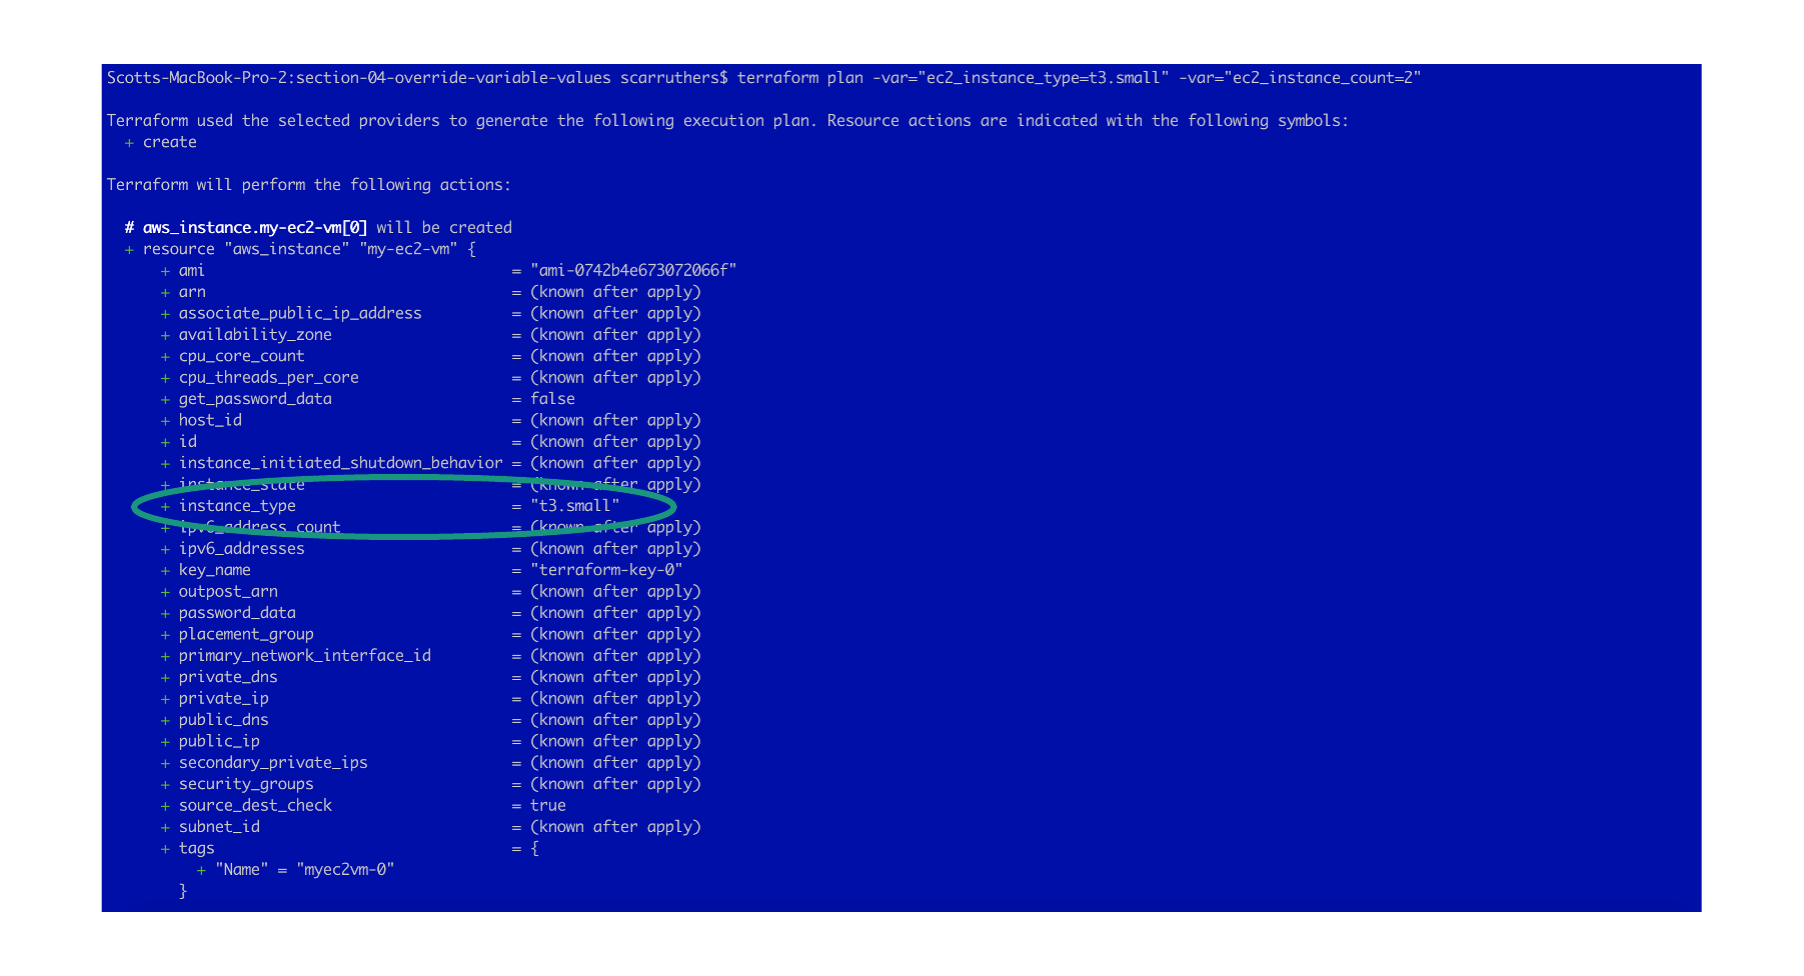 Scotts-MacBook-Pro-2:section-04-override-variable-values scarruthers$ terraform plan -var="ec2_instance_type=t3.small" -var="ec2_instance_count=2"
Terraform used the selected providers to generate the following execution plan. Resource actions are indicated with the following symbols:
+ create
Terraform will perform the following actions:
# aws_instance.my-ec2-vm[0] will be created
+ resource "aws_instance" "my-ec2-vm" {
+ ami = "ami-0742b4e673072066f"
+ arn = (known after apply)
+ associate_public_ip_address = (known after apply)
+ availability_zone = (known after apply)
+ cpu_core_count = (known after apply)
+ cpu_threads_per_core = (known after apply)
+ get_password_data = false
+ host_id = (known after apply)
+ id = (known after apply)
+ instance_initiated_shutdown_behavior = (known after apply)
+ instance_state = (known after apply)
+ instance_type = "t3.small"
+ ipv6_address_count = (known after apply)
+ ipv6_addresses = (known after apply)
+ key_name = "terraform-key-0"
+ outpost_arn = (known after apply)
+ password_data = (known after apply)
+ placement_group = (known after apply)
+ primary_network_interface_id = (known after apply)
+ private_dns = (known after apply)
+ private_ip = (known after apply)
+ public_dns = (known after apply)
+ public_ip = (known after apply)
+ secondary_private_ips = (known after apply)
+ security_groups = (known after apply)
+ source_dest_check = true
+ subnet_id = (known after apply)
+ tags = {
+ "Name" = "myec2vm-0"
}